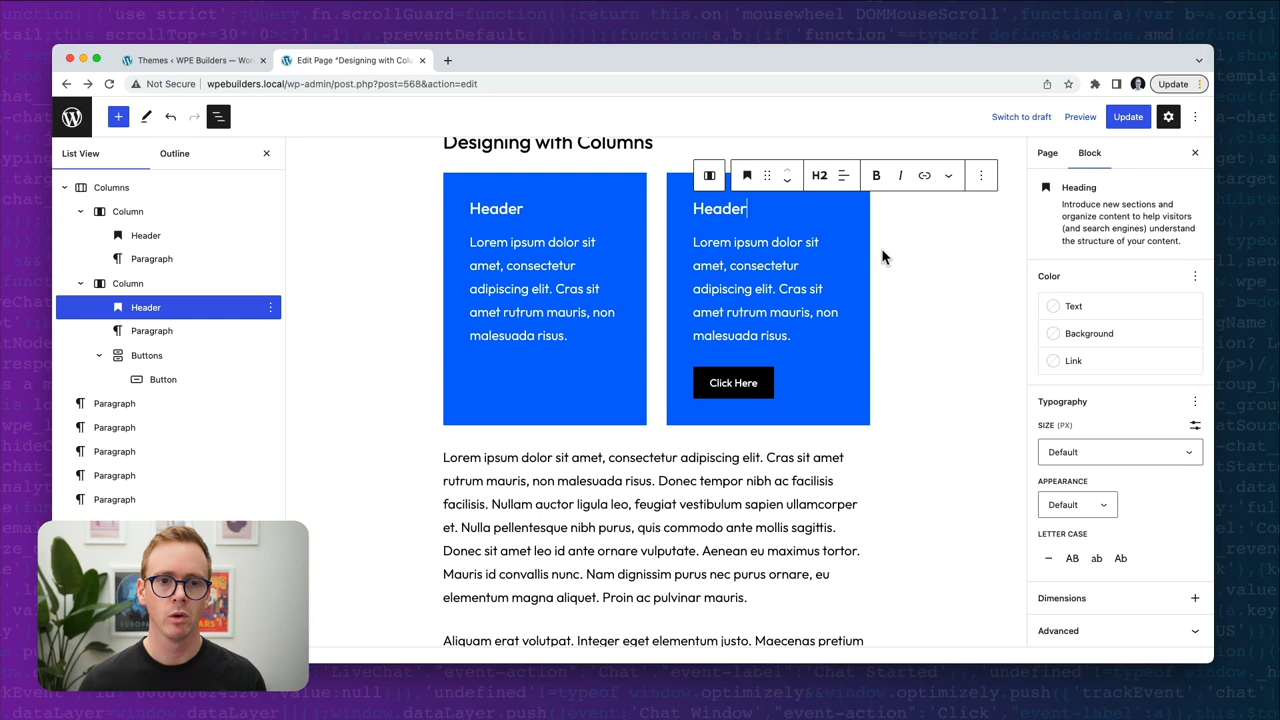 Themes ‹ WPE Builders — Wor
Edit Page "Designing with Colu
Not Secure
wpebuilders.local/wp-admin/post.php?post=568&action=edit
Update
Switch to draft
Preview
Update
List View
Outline
Columns
Column
Header
Paragraph
Column
Header
Paragraph
Buttons
Button
Paragraph
Paragraph
Paragraph
Paragraph
Paragraph
Designing with Columns
H2
B
I
Header
Lorem ipsum dolor sit
amet, consectetur
adipiscing elit. Cras sit
amet rutrum mauris, non
malesuada risus.
Header
Lorem ipsum dolor sit
amet, consectetur
adipiscing elit. Cras sit
amet rutrum mauris, non
malesuada risus.
Click Here
Lorem ipsum dolor sit amet, consectetur adipiscing elit. Cras sit amet
rutrum mauris, non malesuada risus. Donec tempor nibh ac facilisis
facilisis. Nullam auctor ligula leo, feugiat vestibulum sapien ullamcorper
et. Nulla pellentesque nibh purus, quis commodo ante mollis sagittis.
Donec sit amet leo id ante ornare vulputate. Aenean eu maximus tortor.
Mauris id convallis nunc. Nam dignissim purus nec purus ornare, eu
elementum magna aliquet. Proin ac pulvinar mauris.
Aliquam erat volutpat. Integer eget elementum justo. Maecenas pretium
Page
Block
Heading
Introduce new sections and
organize content to help visitors
(and search engines) understand
the structure of your content.
Color
Text
Background
Link
Typography
SIZE (PX)
Default
APPEARANCE
Default
LETTER CASE
– AB ab Ab
Dimensions
Advanced